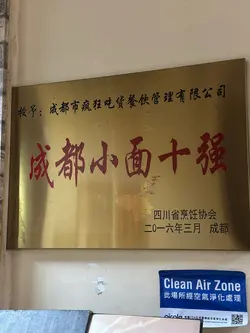 授予：成都市疯狂吃货餐饮管理有限公司
成都小面十强
四川省烹饪协会
二〇一六年三月 成都
Clean Air Zone
此場所經空氣淨化處理